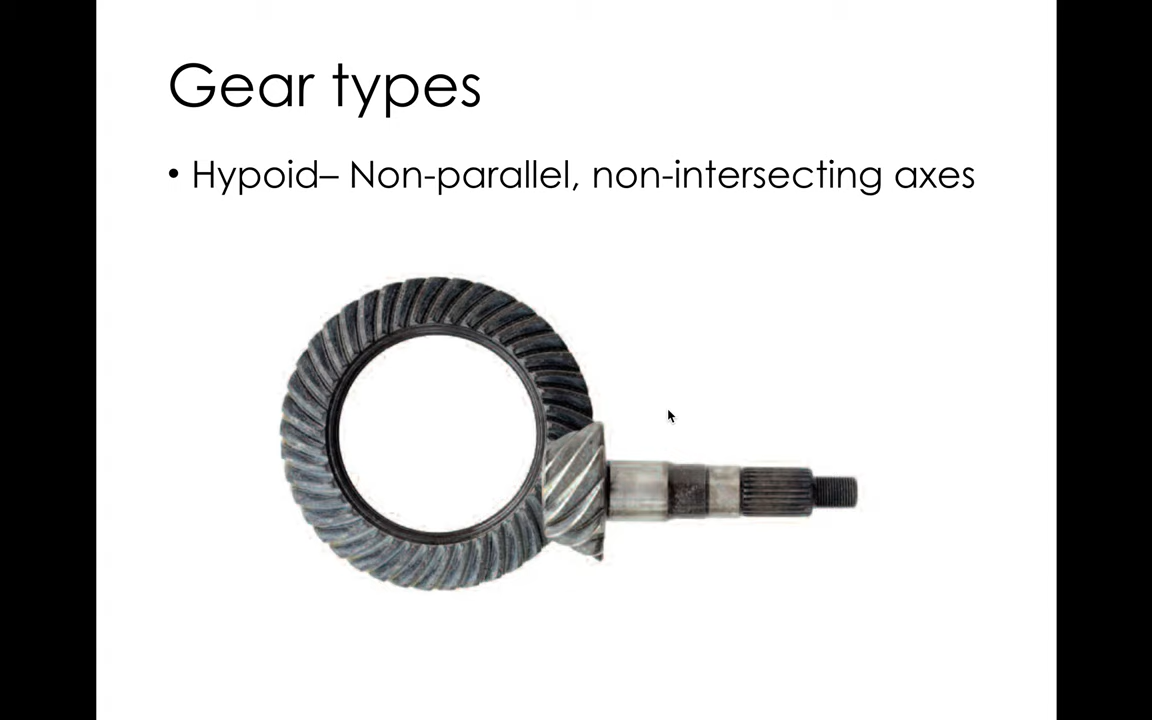 Gear types
• Hypoid– Non-parallel, non-intersecting axes